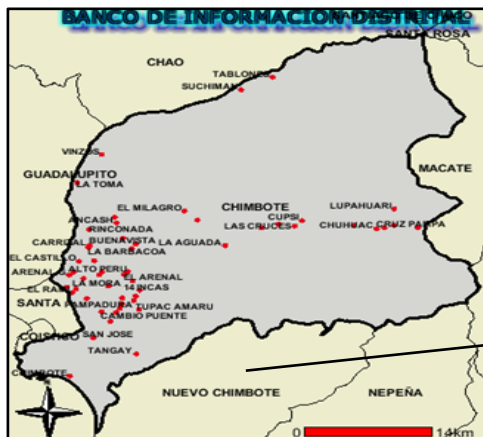 BANCO DE INFORMACION DISTRITAL
SANTA ROSA
CHAO
TABLONES
SUCHIMAN
VINZOS
MACATE
GUADALUPITO
LA TOMA
EL MILAGRO
CHIMBOTE
LUPAHUARI
ANCASH
CUPSI
RINCONADA
LAS CRUCES
CHUHUAC
CRUZ PAMPA
CARRIZAL
BUENAVISTA
LA AGUADA
LA BARBACOA
EL CASTILLO
ALTO PERU
EL ARENAL
LA MORA
14 INCAS
SANTA
PAMPADURA
TUPAC AMARU
CAMBIO PUENTE
COISHCO
SAN JOSE
TANGAY
CHIMBOTE
NUEVO CHIMBOTE
NEPEÑA
0
14km